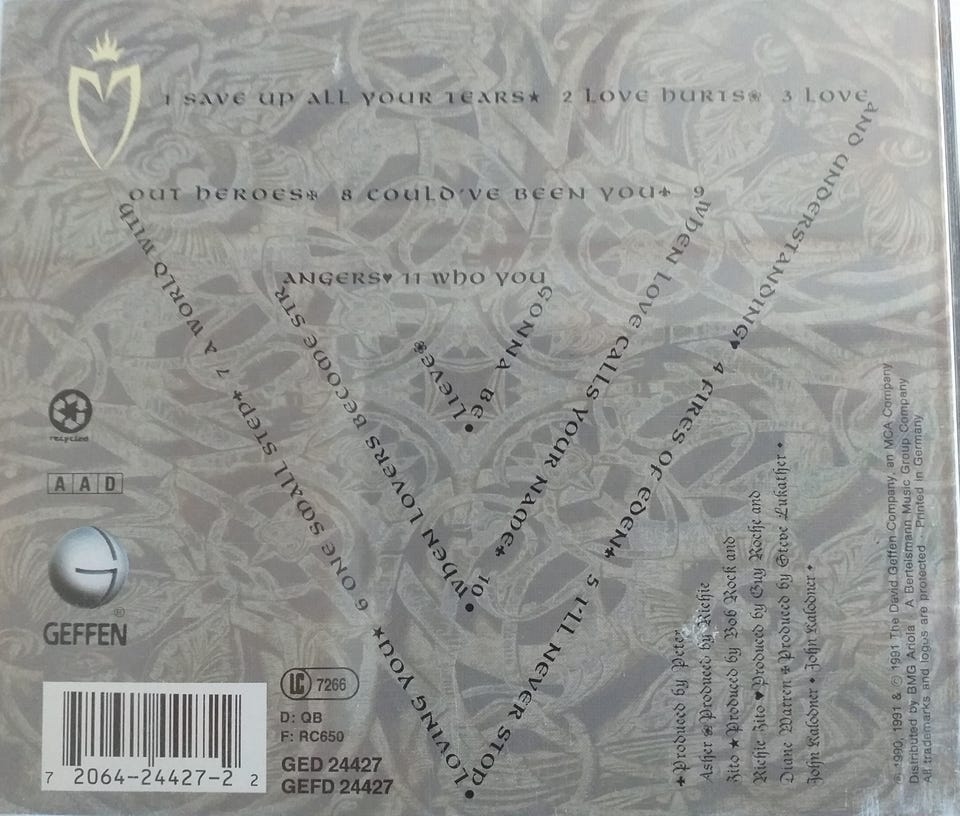 1 SAVE UP ALL YOUR TEARS★ 2 LOVE HURTS❀ 3 LOVE
AND UNDERSTANDING♠ 4 FIRES OF EDEN✤ 5 I'LL NEVER STOP
•LOVING YOU★ 6 ONE SMALL STEP✦ 7 A WORLD WITH
OUT HEROES✤ 8 COULD'VE BEEN YOU✦ 9
WHEN LOVE CALLS YOUR NAME✦ 10
•WHEN LOVERS BECOME STR
ANGERS♥ 11 WHO YOU
GONNA BE•
LIEVE❀
recycled
AAD
GEFFEN®
7 2064-24427-2 2
LC 7266
D: QB
F: RC650
GED 24427
GEFD 24427
✦Produced by Peter
Asher ❀Produced by Richie
Zito ★Produced by Bob Rock and
Richie Zito ♥Produced by Guy Roche and
Diane Warren ✤Produced by Steve Lukather •
John Kalodner • John Kalodner •
℗ 1990, 1991 & © 1991 The David Geffen Company, an MCA Company
Distributed by BMG Ariola A Bertelsmann Music Group Company
All trademarks and logos are protected · Printed in Germany